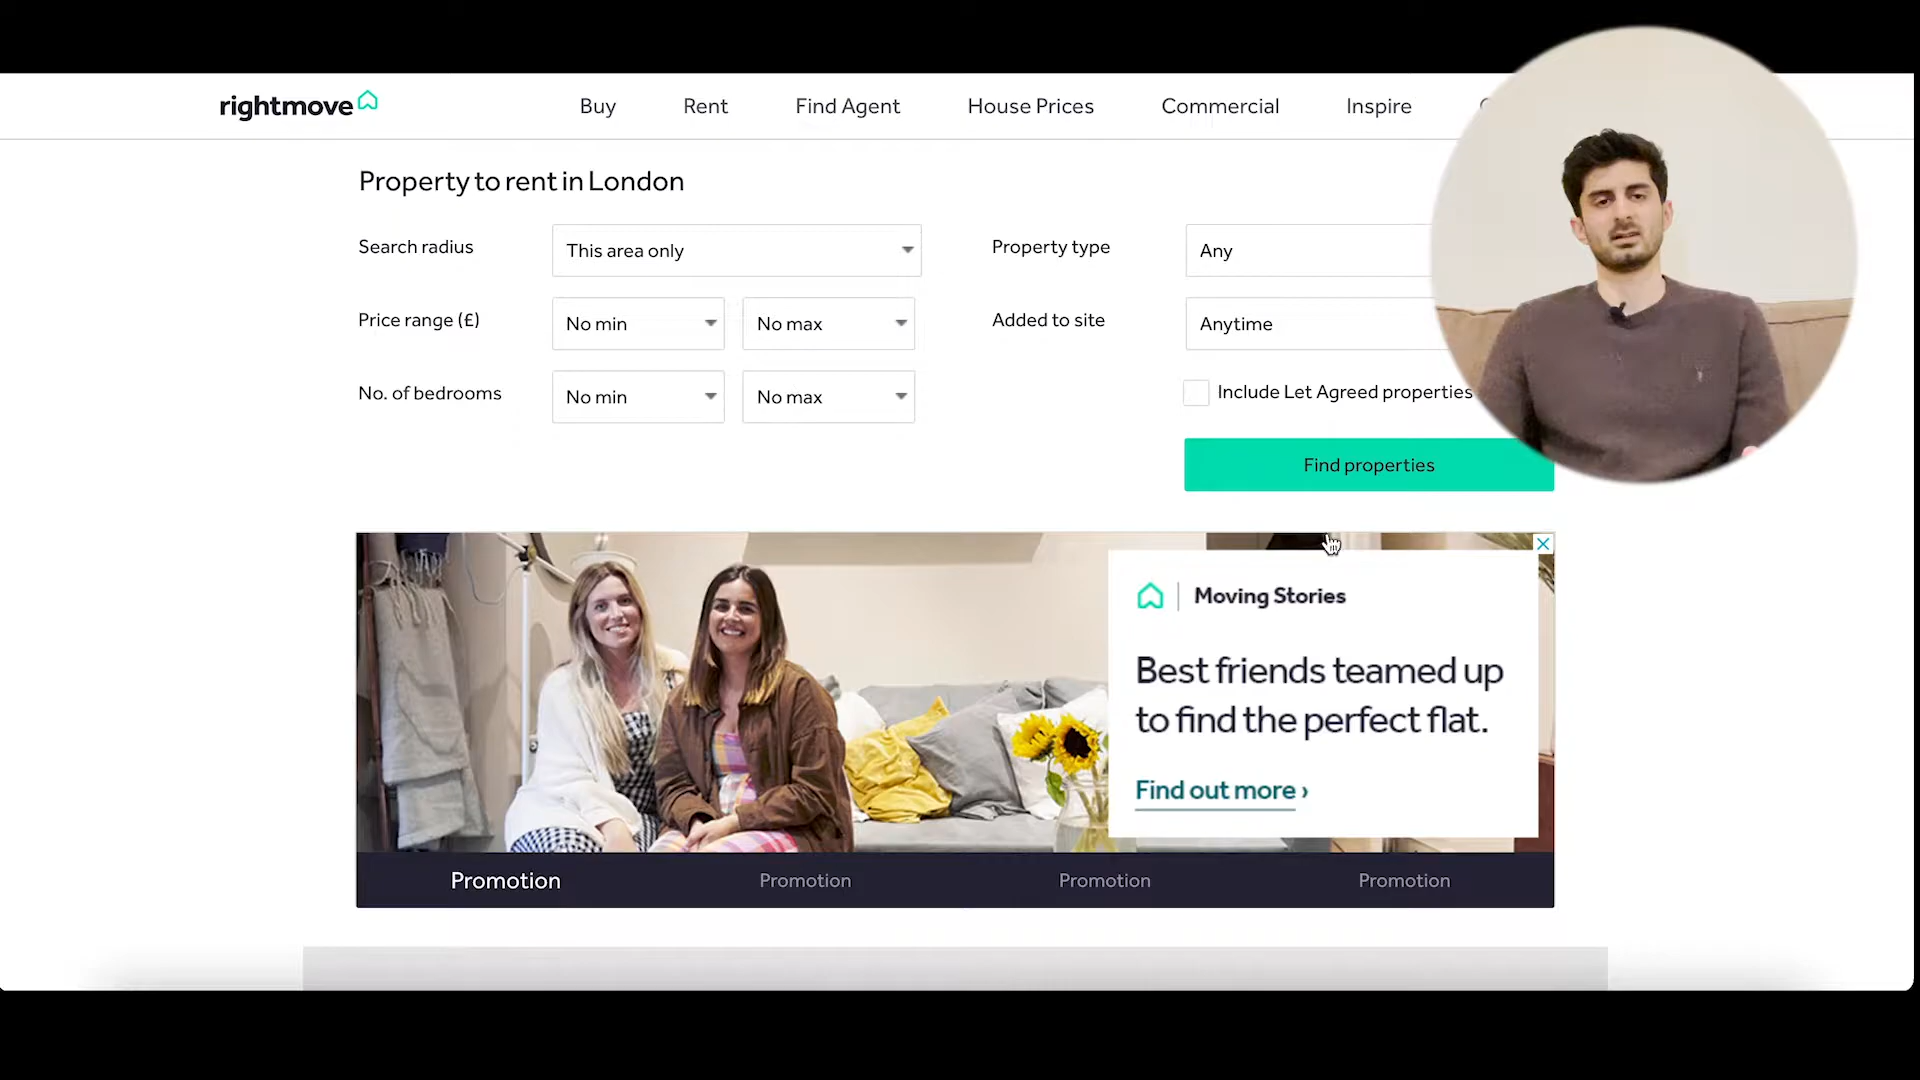 rightmove
Buy
Rent
Find Agent
House Prices
Commercial
Inspire
Property to rent in London
Search radius
This area only
Property type
Any
Price range (£)
No min
No max
Added to site
Anytime
No. of bedrooms
No min
No max
Include Let Agreed properties
Find properties
Moving Stories
Best friends teamed up
to find the perfect flat.
Find out more ›
Promotion
Promotion
Promotion
Promotion